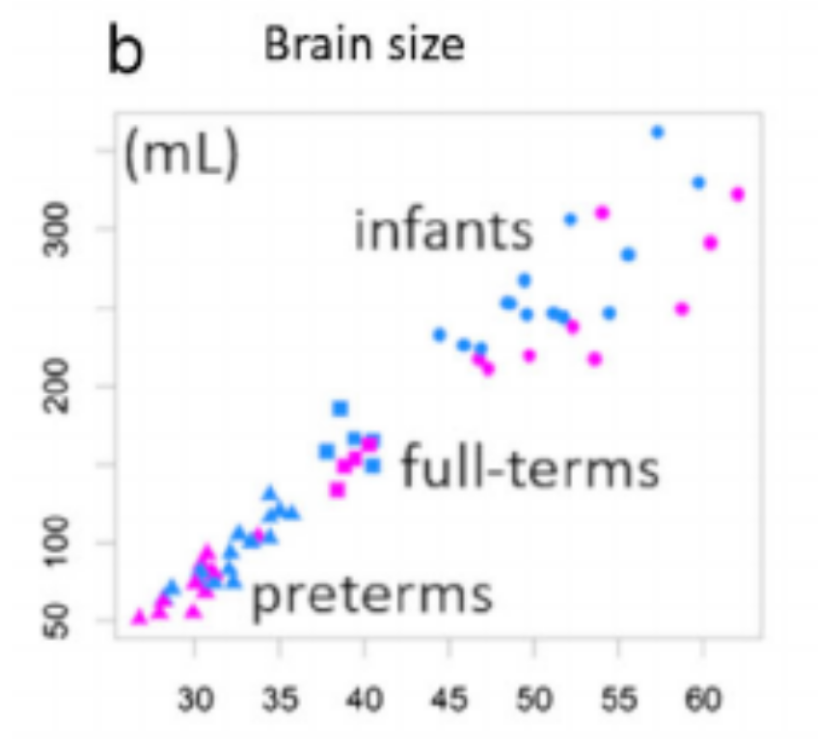 b Brain size
(mL)
300
infants
200
full-terms
100
preterms
50
30 35 40 45 50 55 60